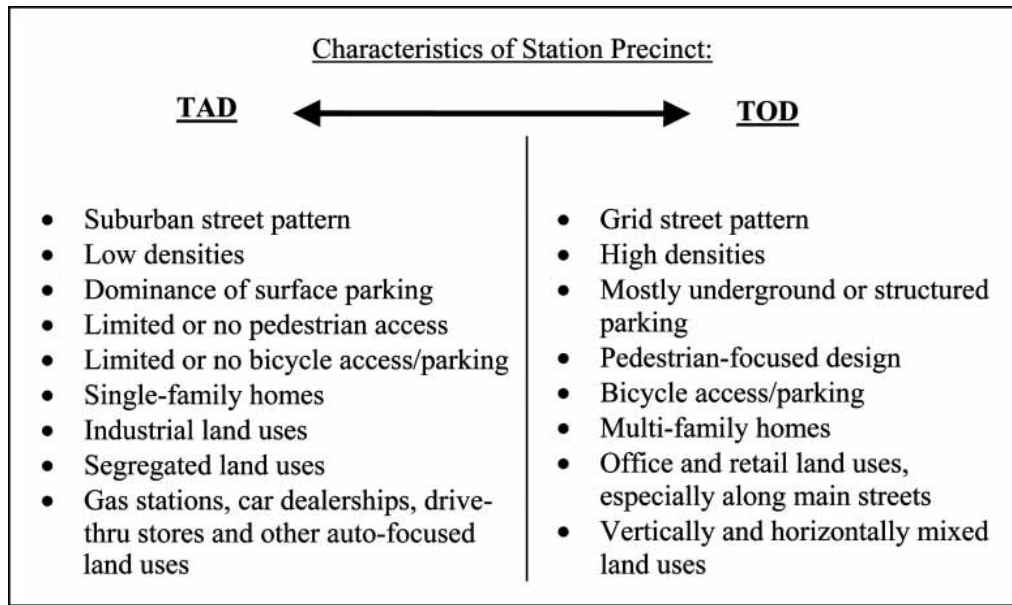 Characteristics of Station Precinct:
TAD
TOD
• Suburban street pattern
• Low densities
• Dominance of surface parking
• Limited or no pedestrian access
• Limited or no bicycle access/parking
• Single-family homes
• Industrial land uses
• Segregated land uses
• Gas stations, car dealerships, drive-
thru stores and other auto-focused
land uses
• Grid street pattern
• High densities
• Mostly underground or structured
parking
• Pedestrian-focused design
• Bicycle access/parking
• Multi-family homes
• Office and retail land uses,
especially along main streets
• Vertically and horizontally mixed
land uses